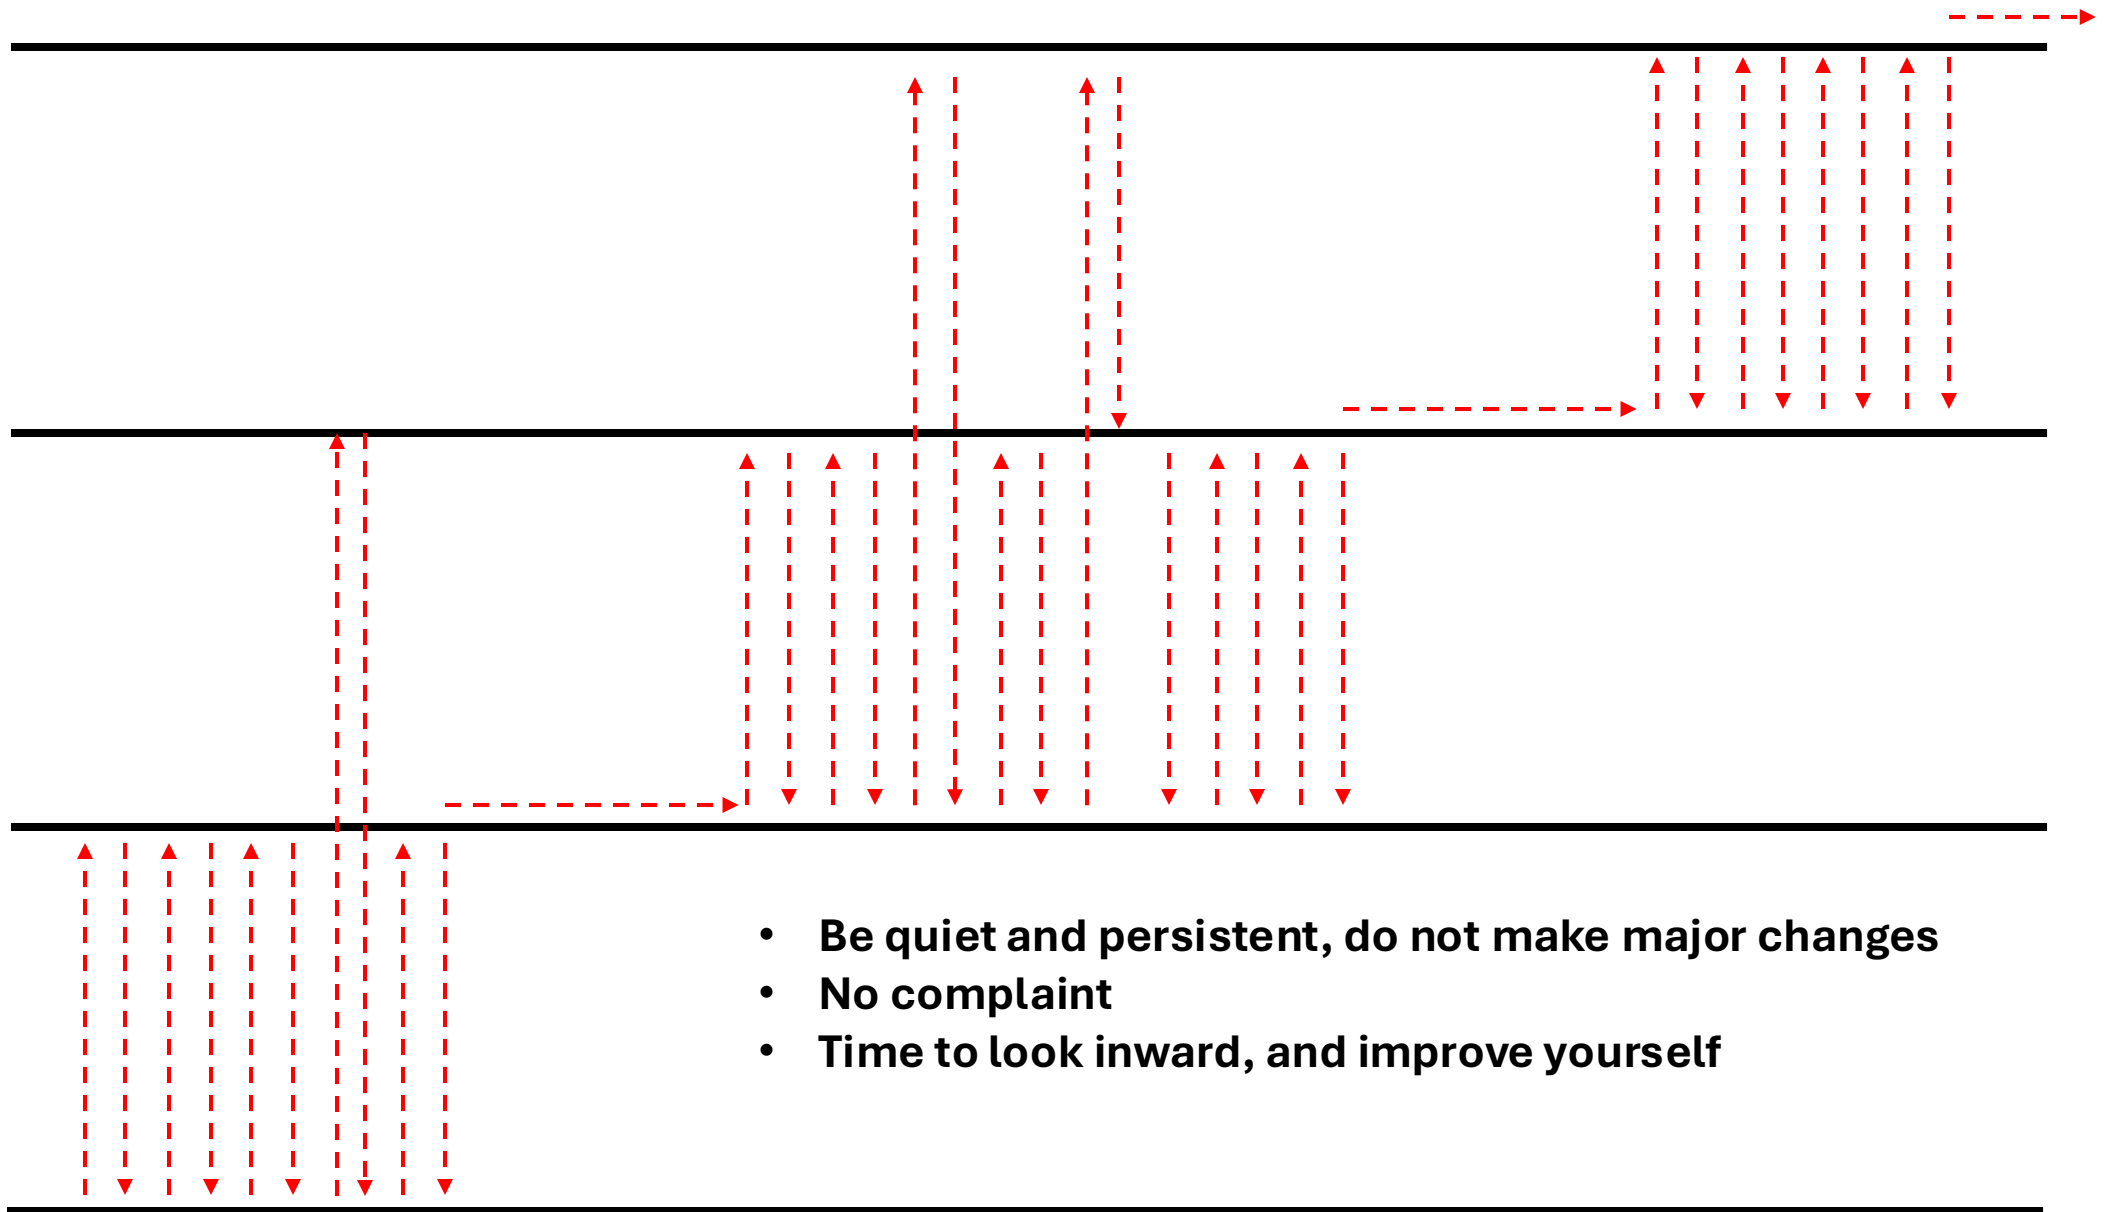 • Be quiet and persistent, do not make major changes
• No complaint
• Time to look inward, and improve yourself